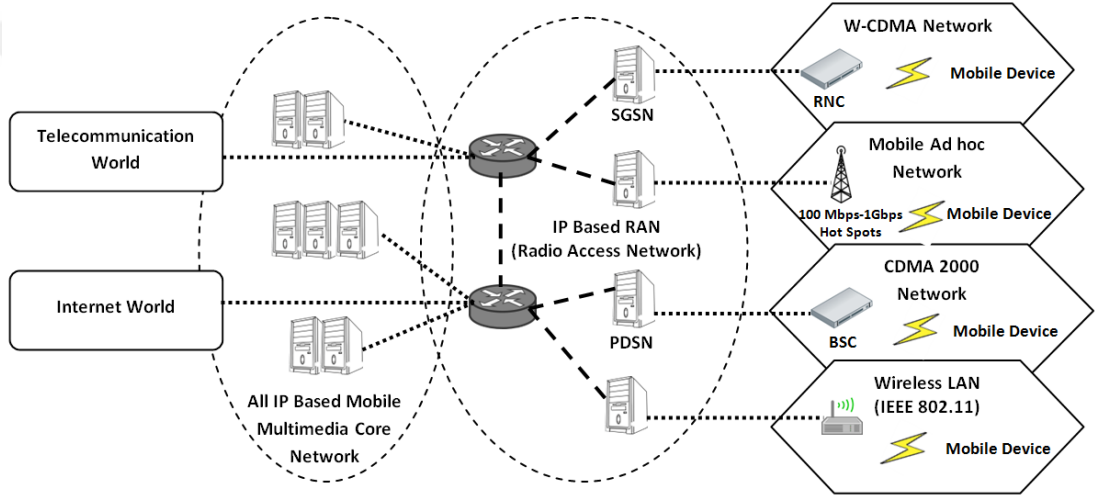 Telecommunication
World
Internet World
All IP Based Mobile
Multimedia Core
Network
SGSN
IP Based RAN
(Radio Access Network)
PDSN
W-CDMA Network
RNC
Mobile Device
Mobile Ad hoc
Network
100 Mbps-1Gbps
Hot Spots
Mobile Device
CDMA 2000
Network
BSC
Mobile Device
Wireless LAN
(IEEE 802.11)
Mobile Device